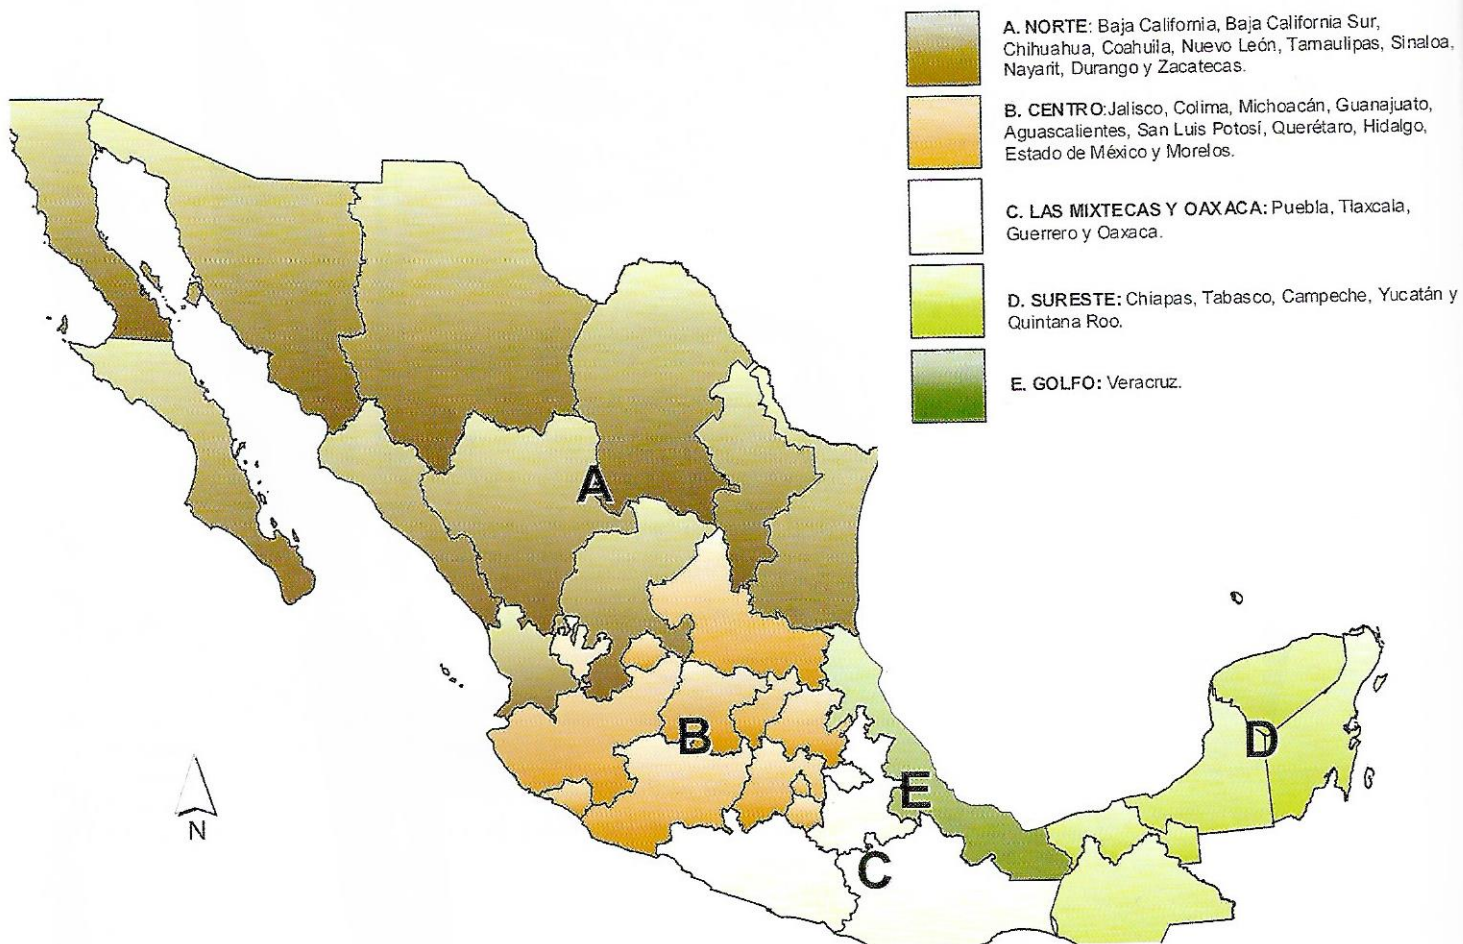 A. NORTE: Baja California, Baja California Sur,
Chihuahua, Coahuila, Nuevo León, Tamaulipas, Sinaloa,
Nayarit, Durango y Zacatecas.
B. CENTRO:Jalisco, Colima, Michoacán, Guanajuato,
Aguascalientes, San Luis Potosí, Querétaro, Hidalgo,
Estado de México y Morelos.
C. LAS MIXTECAS Y OAXACA: Puebla, Tlaxcala,
Guerrero y Oaxaca.
D. SURESTE: Chiapas, Tabasco, Campeche, Yucatán y
Quintana Roo.
E. GOLFO: Veracruz.
A
B
D
E
N
C